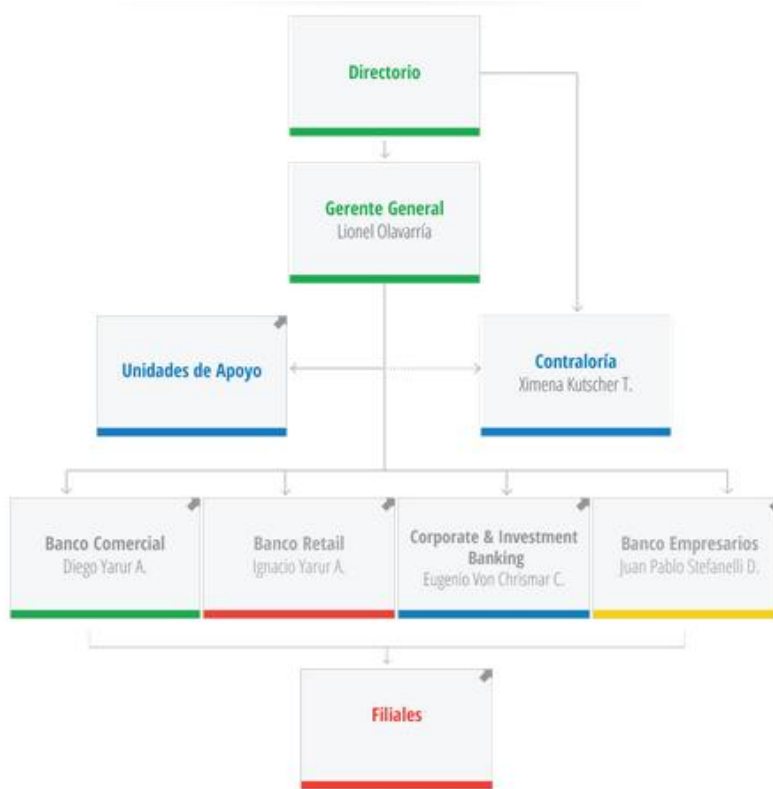 Directorio
Gerente General
Lionel Olavarría
Unidades de Apoyo
Contraloría
Ximena Kutscher T.
Banco Comercial
Diego Yarur A.
Banco Retail
Ignacio Yarur A.
Corporate & Investment
Banking
Eugenio Von Chrismar C.
Banco Empresarios
Juan Pablo Stefanelli D.
Filiales